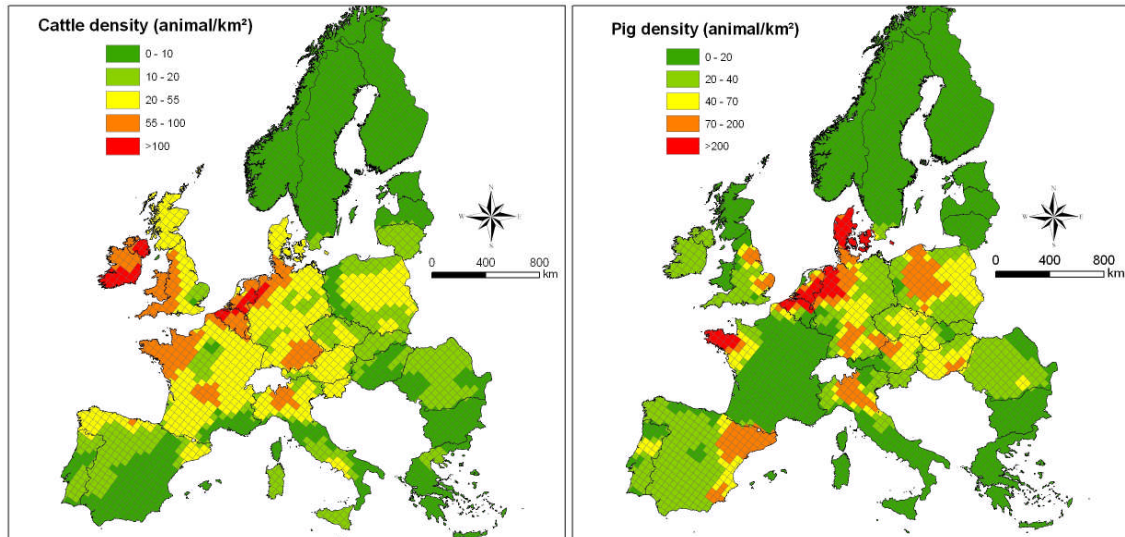 Cattle density (animal/km²)
0 - 10
10 - 20
20 - 55
55 - 100
>100
N
W E
S
0 400 800
km
Pig density (animal/km²)
0 - 20
20 - 40
40 - 70
70 - 200
>200
N
W E
S
0 400 800
km